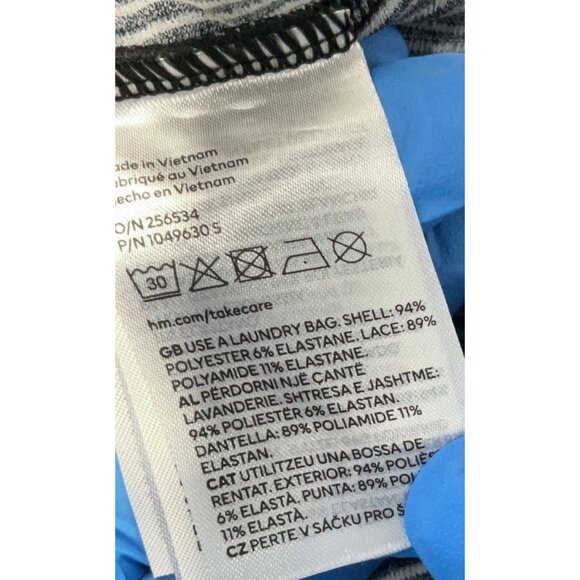 ade in Vietnam
abriqué au Vietnam
echo en Vietnam
O/N 256534
P/N 1049630 S
30
hm.com/takecare
GB USE A LAUNDRY BAG. SHELL: 94%
POLYESTER 6% ELASTANE. LACE: 89%
POLYAMIDE 11% ELASTANE.
AL PËRDORNI NJË ÇANTË
LAVANDERIE. SHTRESA E JASHTME:
94% POLIESTËR 6% ELASTAN.
DANTELLA: 89% POLIAMIDE 11%
ELASTAN.
CAT UTILITZEU UNA BOSSA DE
RENTAT. EXTERIOR: 94% POLIÈS
6% ELASTÀ. PUNTA: 89% POL
11% ELASTÀ.
CZ PERTE V SÁČKU PRO